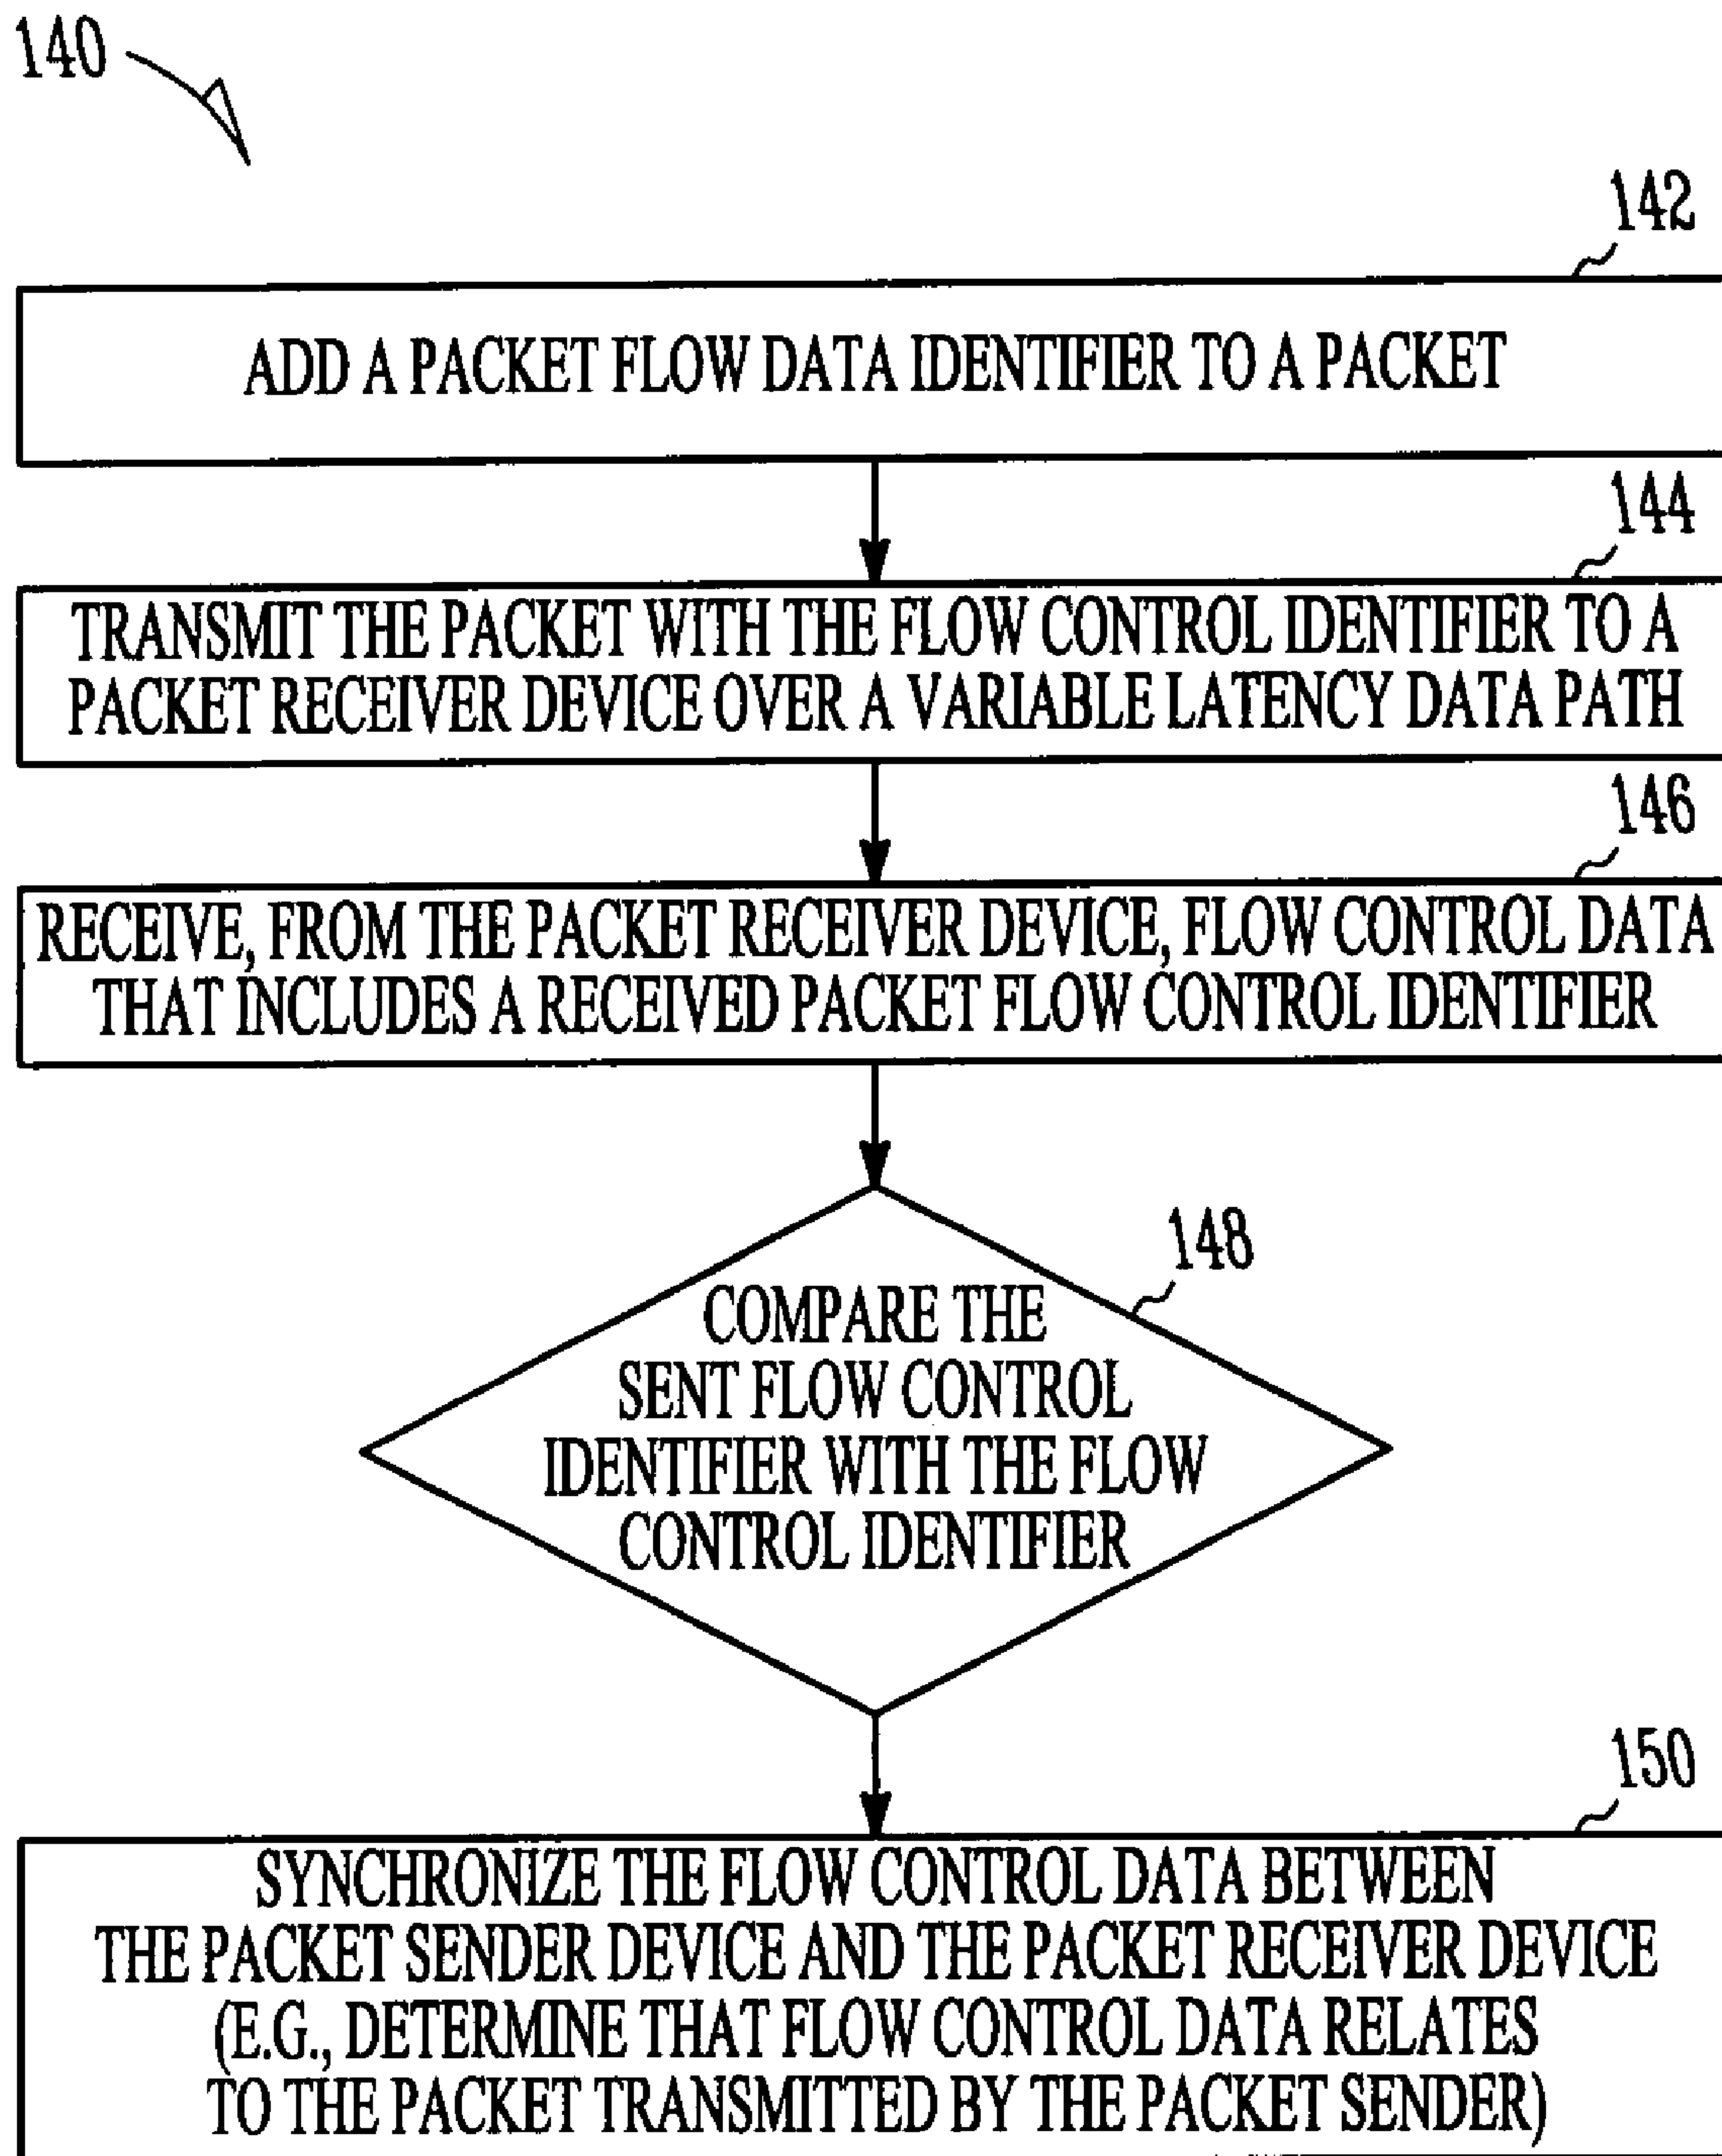 140
142
ADD A PACKET FLOW DATA IDENTIFIER TO A PACKET
144
TRANSMIT THE PACKET WITH THE FLOW CONTROL IDENTIFIER TO A
PACKET RECEIVER DEVICE OVER A VARIABLE LATENCY DATA PATH
146
RECEIVE, FROM THE PACKET RECEIVER DEVICE, FLOW CONTROL DATA
THAT INCLUDES A RECEIVED PACKET FLOW CONTROL IDENTIFIER
148
COMPARE THE
SENT FLOW CONTROL
IDENTIFIER WITH THE FLOW
CONTROL IDENTIFIER
150
SYNCHRONIZE THE FLOW CONTROL DATA BETWEEN
THE PACKET SENDER DEVICE AND THE PACKET RECEIVER DEVICE
(E.G., DETERMINE THAT FLOW CONTROL DATA RELATES
TO THE PACKET TRANSMITTED BY THE PACKET SENDER)